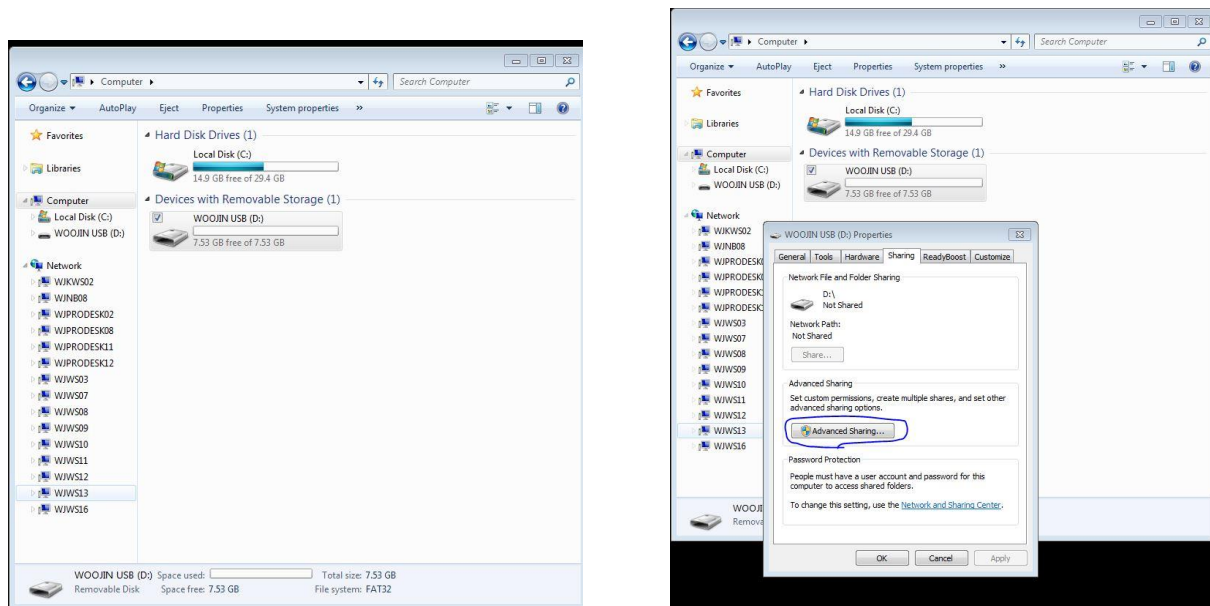 Computer
Search Computer
Organize AutoPlay Eject Properties System properties »
Favorites
Libraries
Computer
Local Disk (C:)
WOOJIN USB (D:)
Network
WJKWS02
WJNB08
WJPRODESK02
WJPRODESK08
WJPRODESK11
WJPRODESK12
WJWS03
WJWS07
WJWS08
WJWS09
WJWS10
WJWS11
WJWS12
WJWS13
WJWS16
Hard Disk Drives (1)
Local Disk (C:)
14.9 GB free of 29.4 GB
Devices with Removable Storage (1)
WOOJIN USB (D:)
7.53 GB free of 7.53 GB
WOOJIN USB (D:) Space used: Total size: 7.53 GB
Removable Disk Space free: 7.53 GB File system: FAT32
Computer
Search Computer
Organize AutoPlay Eject Properties System properties »
Favorites
Libraries
Computer
Local Disk (C:)
WOOJIN USB (D:)
Network
WJKWS02
WJNB08
WJPRODESK
WJPRODESK
WJPRODESK
WJPRODESK
WJWS03
WJWS07
WJWS08
WJWS09
WJWS10
WJWS11
WJWS12
WJWS13
WJWS16
Hard Disk Drives (1)
Local Disk (C:)
14.9 GB free of 29.4 GB
Devices with Removable Storage (1)
WOOJIN USB (D:)
7.53 GB free of 7.53 GB
WOOJIN USB (D:) Properties
General Tools Hardware Sharing ReadyBoost Customize
Network File and Folder Sharing
D:\
Not Shared
Network Path:
Not Shared
Share...
Advanced Sharing
Set custom permissions, create multiple shares, and set other
advanced sharing options.
Advanced Sharing...
Password Protection
People must have a user account and password for this
computer to access shared folders.
To change this setting, use the Network and Sharing Center.
OK Cancel Apply